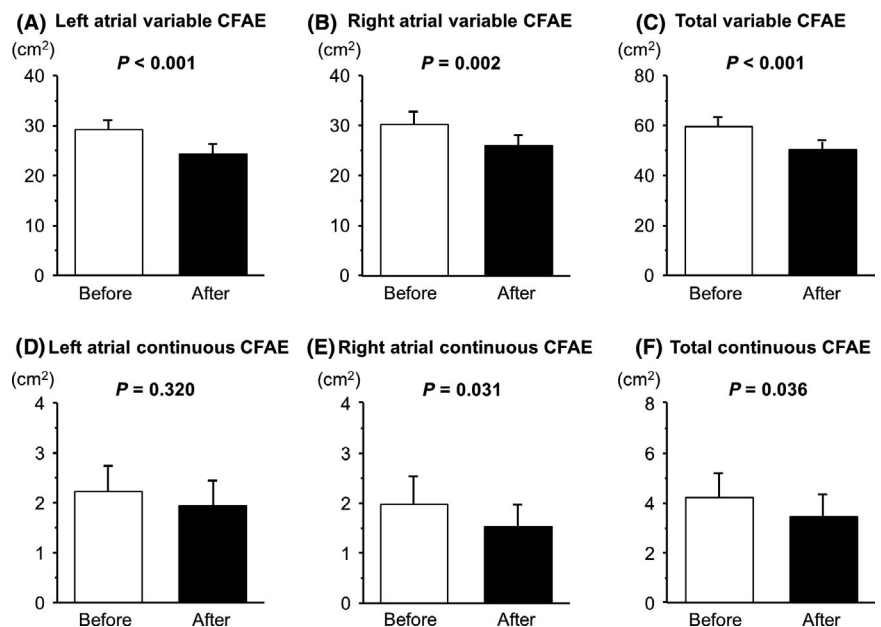 (A) Left atrial variable CFAE
(cm²)
P < 0.001
40
30
20
10
0
Before After
(B) Right atrial variable CFAE
(cm²)
P = 0.002
40
30
20
10
0
Before After
(C) Total variable CFAE
(cm²)
P < 0.001
80
60
40
20
0
Before After
(D) Left atrial continuous CFAE
(cm²)
P = 0.320
4
3
2
1
0
Before After
(E) Right atrial continuous CFAE
(cm²)
P = 0.031
4
3
2
1
0
Before After
(F) Total continuous CFAE
(cm²)
P = 0.036
8
6
4
2
0
Before After